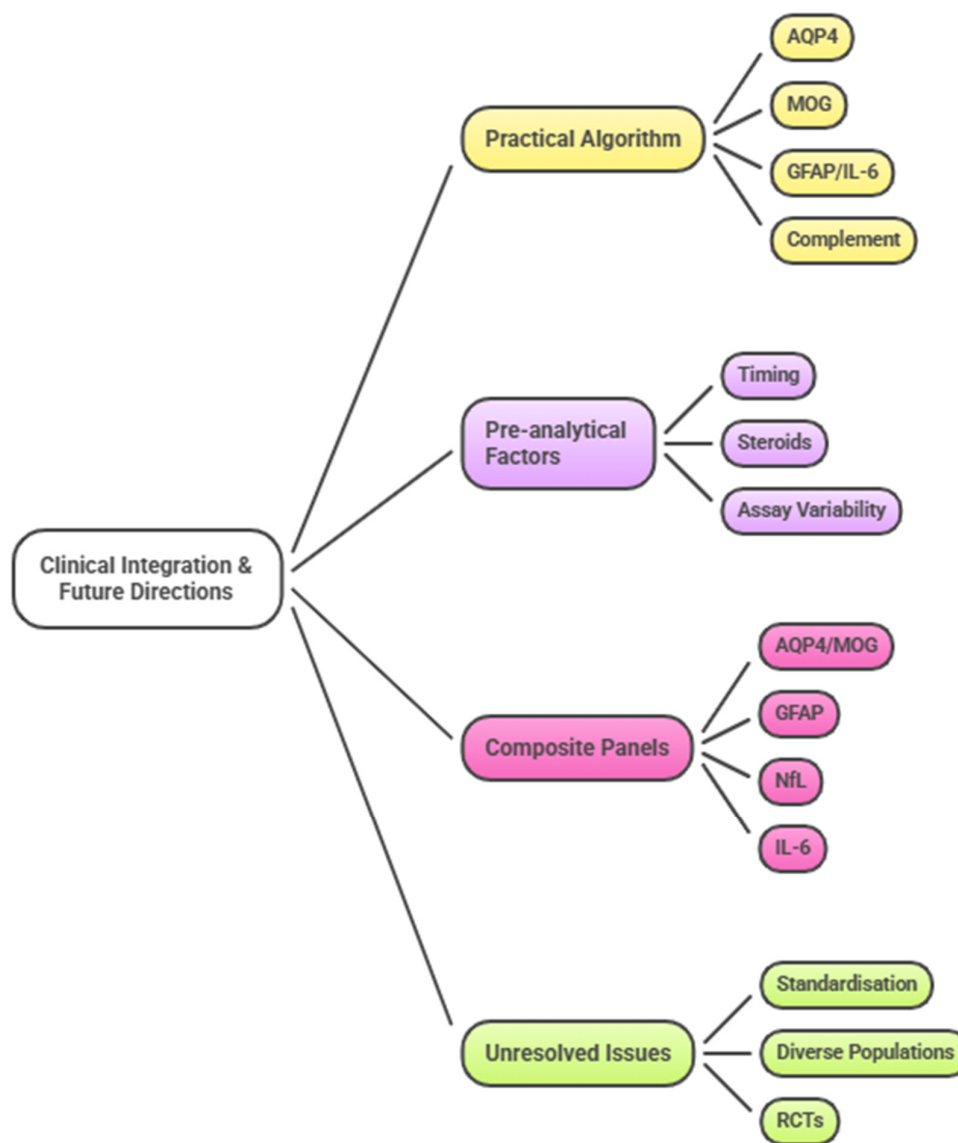 AQP4
MOG
Practical Algorithm
GFAP/IL-6
Complement
Timing
Pre-analytical
Factors
Steroids
Assay Variability
Clinical Integration &
Future Directions
AQP4/MOG
GFAP
Composite Panels
NfL
IL-6
Standardisation
Unresolved Issues
Diverse Populations
RCTs